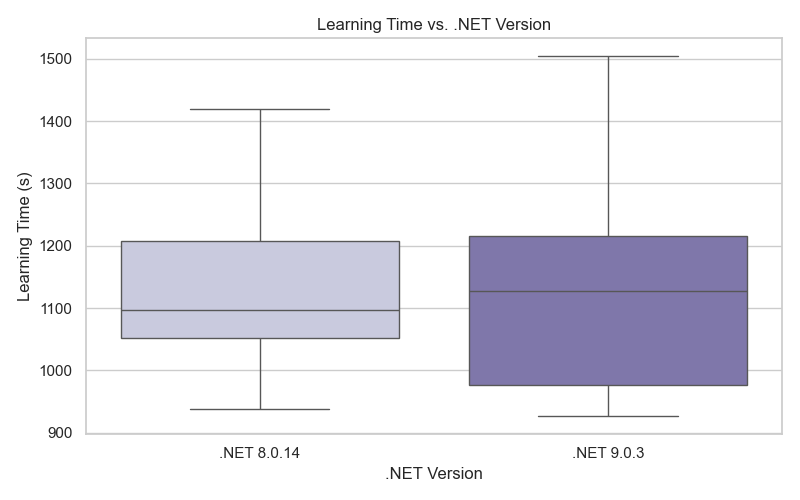 Learning Time vs. .NET Version
Learning Time (s)
1500
1400
1300
1200
1100
1000
900
.NET 8.0.14
.NET 9.0.3
.NET Version